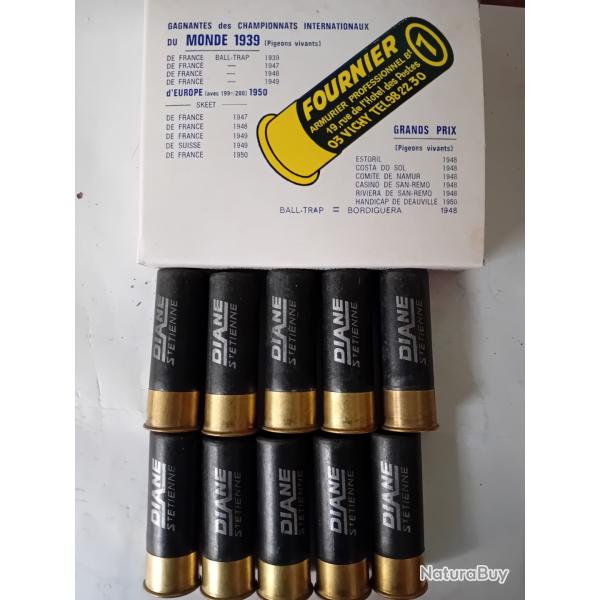 GAGNANTES des CHAMPIONNATS INTERNATIONAUX
DU MONDE 1939 (Pigeons vivants)
DE FRANCE BALL-TRAP 1939
DE FRANCE — 1947
DE FRANCE — 1948
DE FRANCE — 1949
d'EUROPE (avec 199 s/200) 1950
— SKEET —
DE FRANCE 1947
DE FRANCE 1948
DE FRANCE 1949
DE SUISSE 1949
DE FRANCE 1950
FOURNIER
ARMURIER PROFESSIONNEL Bt
19, rue de l'Hotel des Postes
03 VICHY TEL 98 22 30
1
GRANDS PRIX
(Pigeons vivants)
ESTORIL 1948
COSTA DO SOL 1948
COMITE DE NAMUR 1948
CASINO DE SAN-REMO 1948
RIVIERA DE SAN-REMO 1948
HANDICAP DE DEAUVILLE 1950
BALL-TRAP = BORDIGUERA 1948
DIANE
ST ETIENNE
DIANE
ST ETIENNE
DIANE
ST ETIENNE
DIANE
ST ETIENNE
DIANE
ST ETIENNE
DIANE
ST ETIENNE
DIANE
ST ETIENNE
DIANE
ST ETIENNE
DIANE
ST ETIENNE
DIANE
ST ETIENNE
NaturaBuy